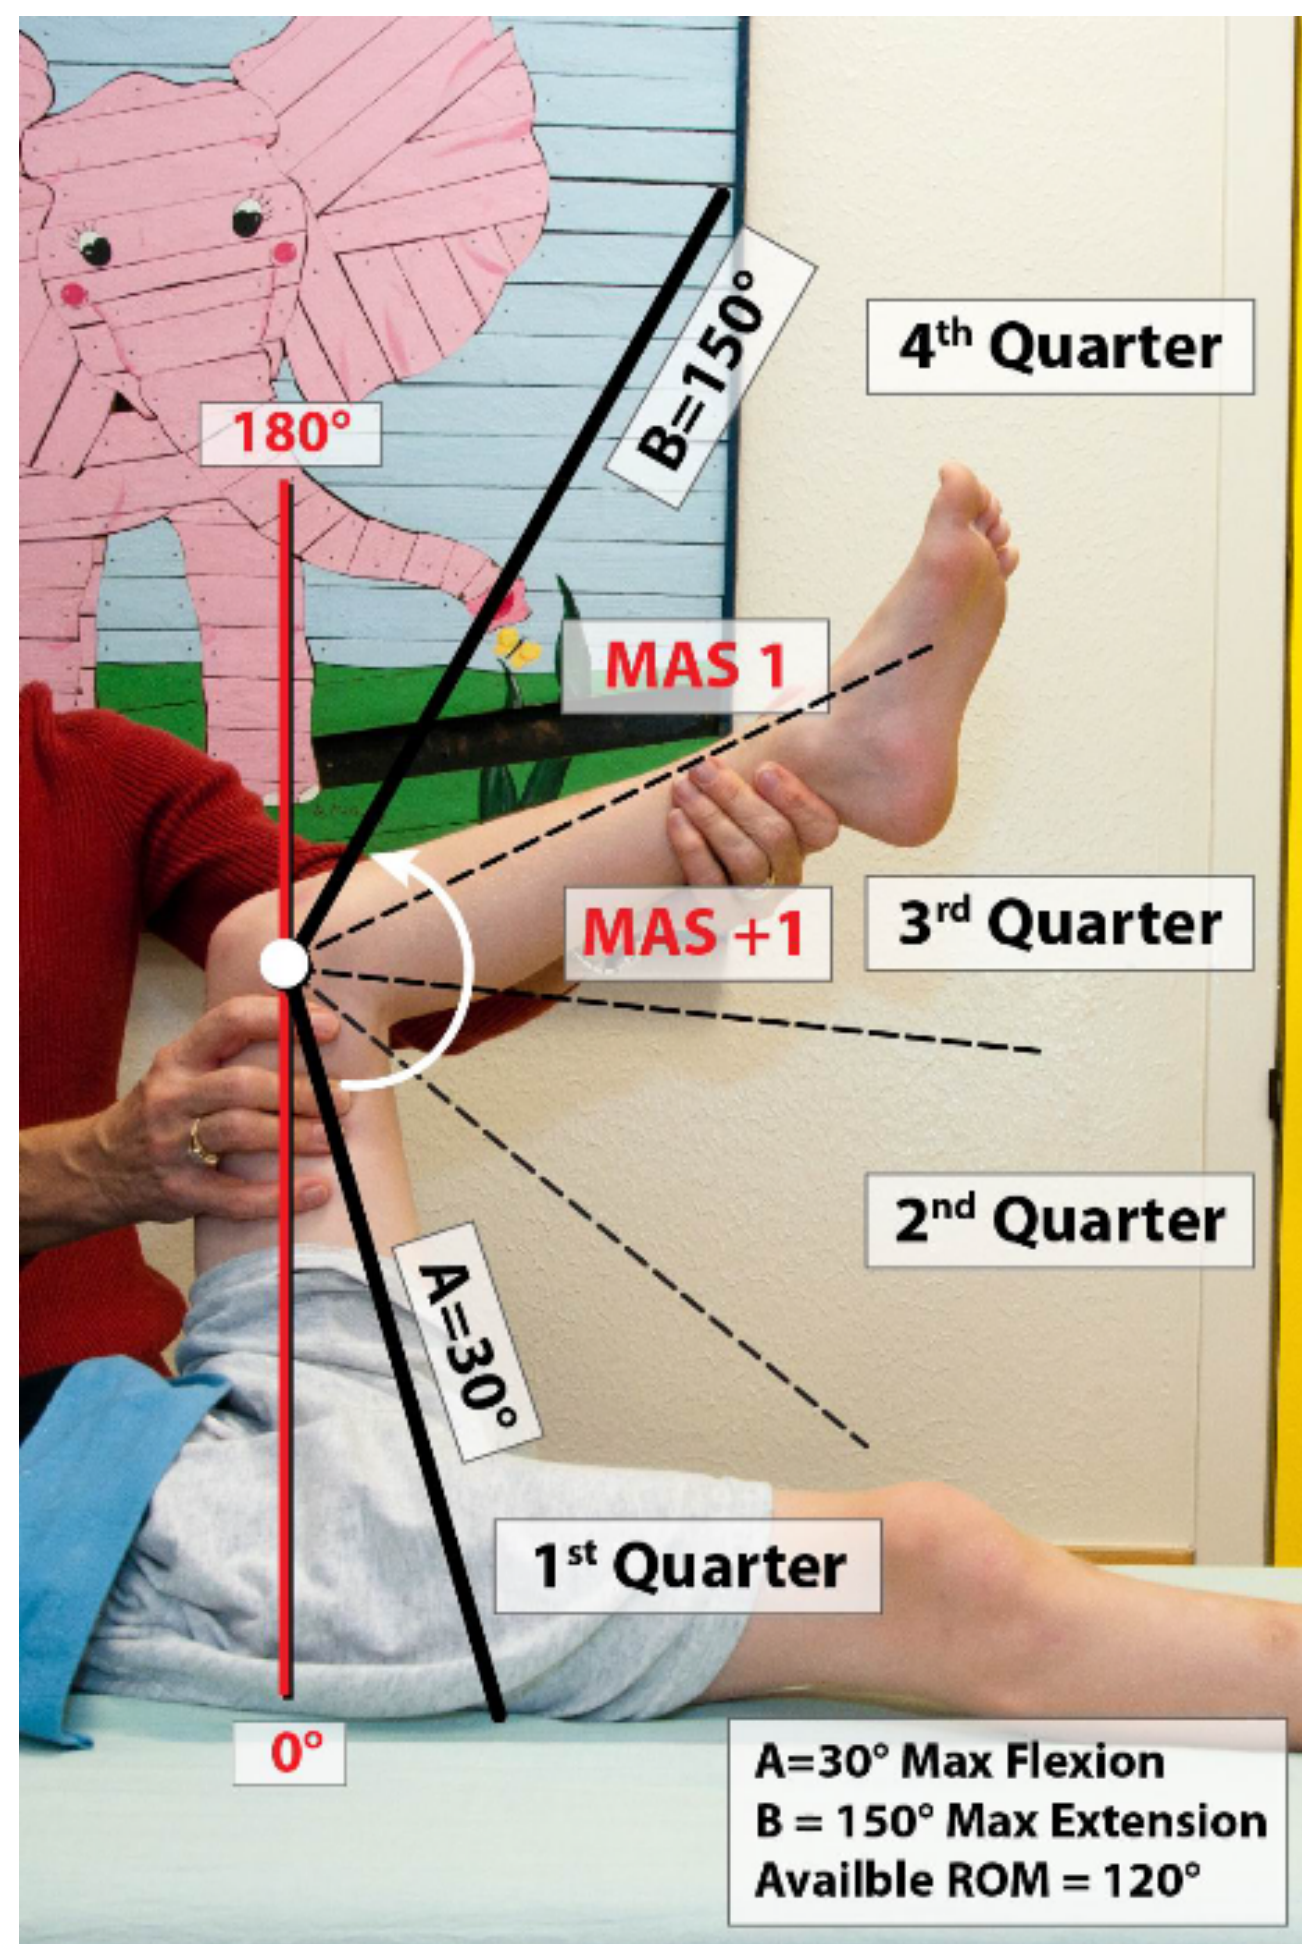 B=150°
4th Quarter
180°
MAS 1
MAS +1
3rd Quarter
2nd Quarter
A=30°
1st Quarter
0°
A=30° Max Flexion
B = 150° Max Extension
Availble ROM = 120°